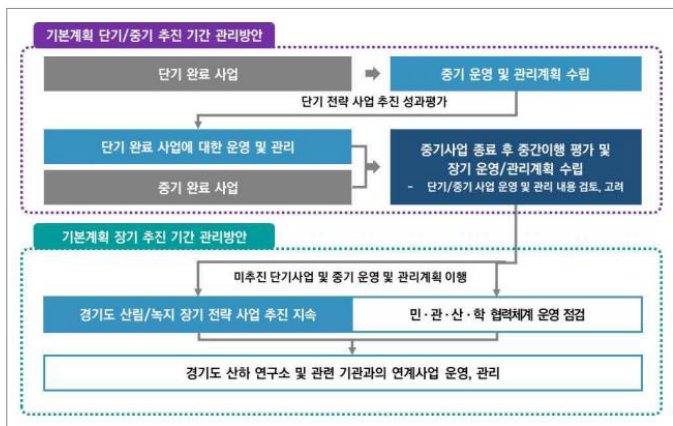 기본계획 단기/중기 추진 기간 관리방안
단기 완료 사업
중기 운영 및 관리계획 수립
단기 전략 사업 추진 성과평가
단기 완료 사업에 대한 운영 및 관리
중기 완료 사업
중기사업 종료 후 중간이행 평가 및
장기 운영/관리계획 수립
- 단기/중기 사업 운영 및 관리 내용 검토, 고려
기본계획 장기 추진 기간 관리방안
미추진 단기사업 및 중기 운영 및 관리계획 이행
경기도 산림/녹지 장기 전략 사업 추진 지속
민·관·산·학 협력체계 운영 점검
경기도 산하 연구소 및 관련 기관과의 연계사업 운영, 관리